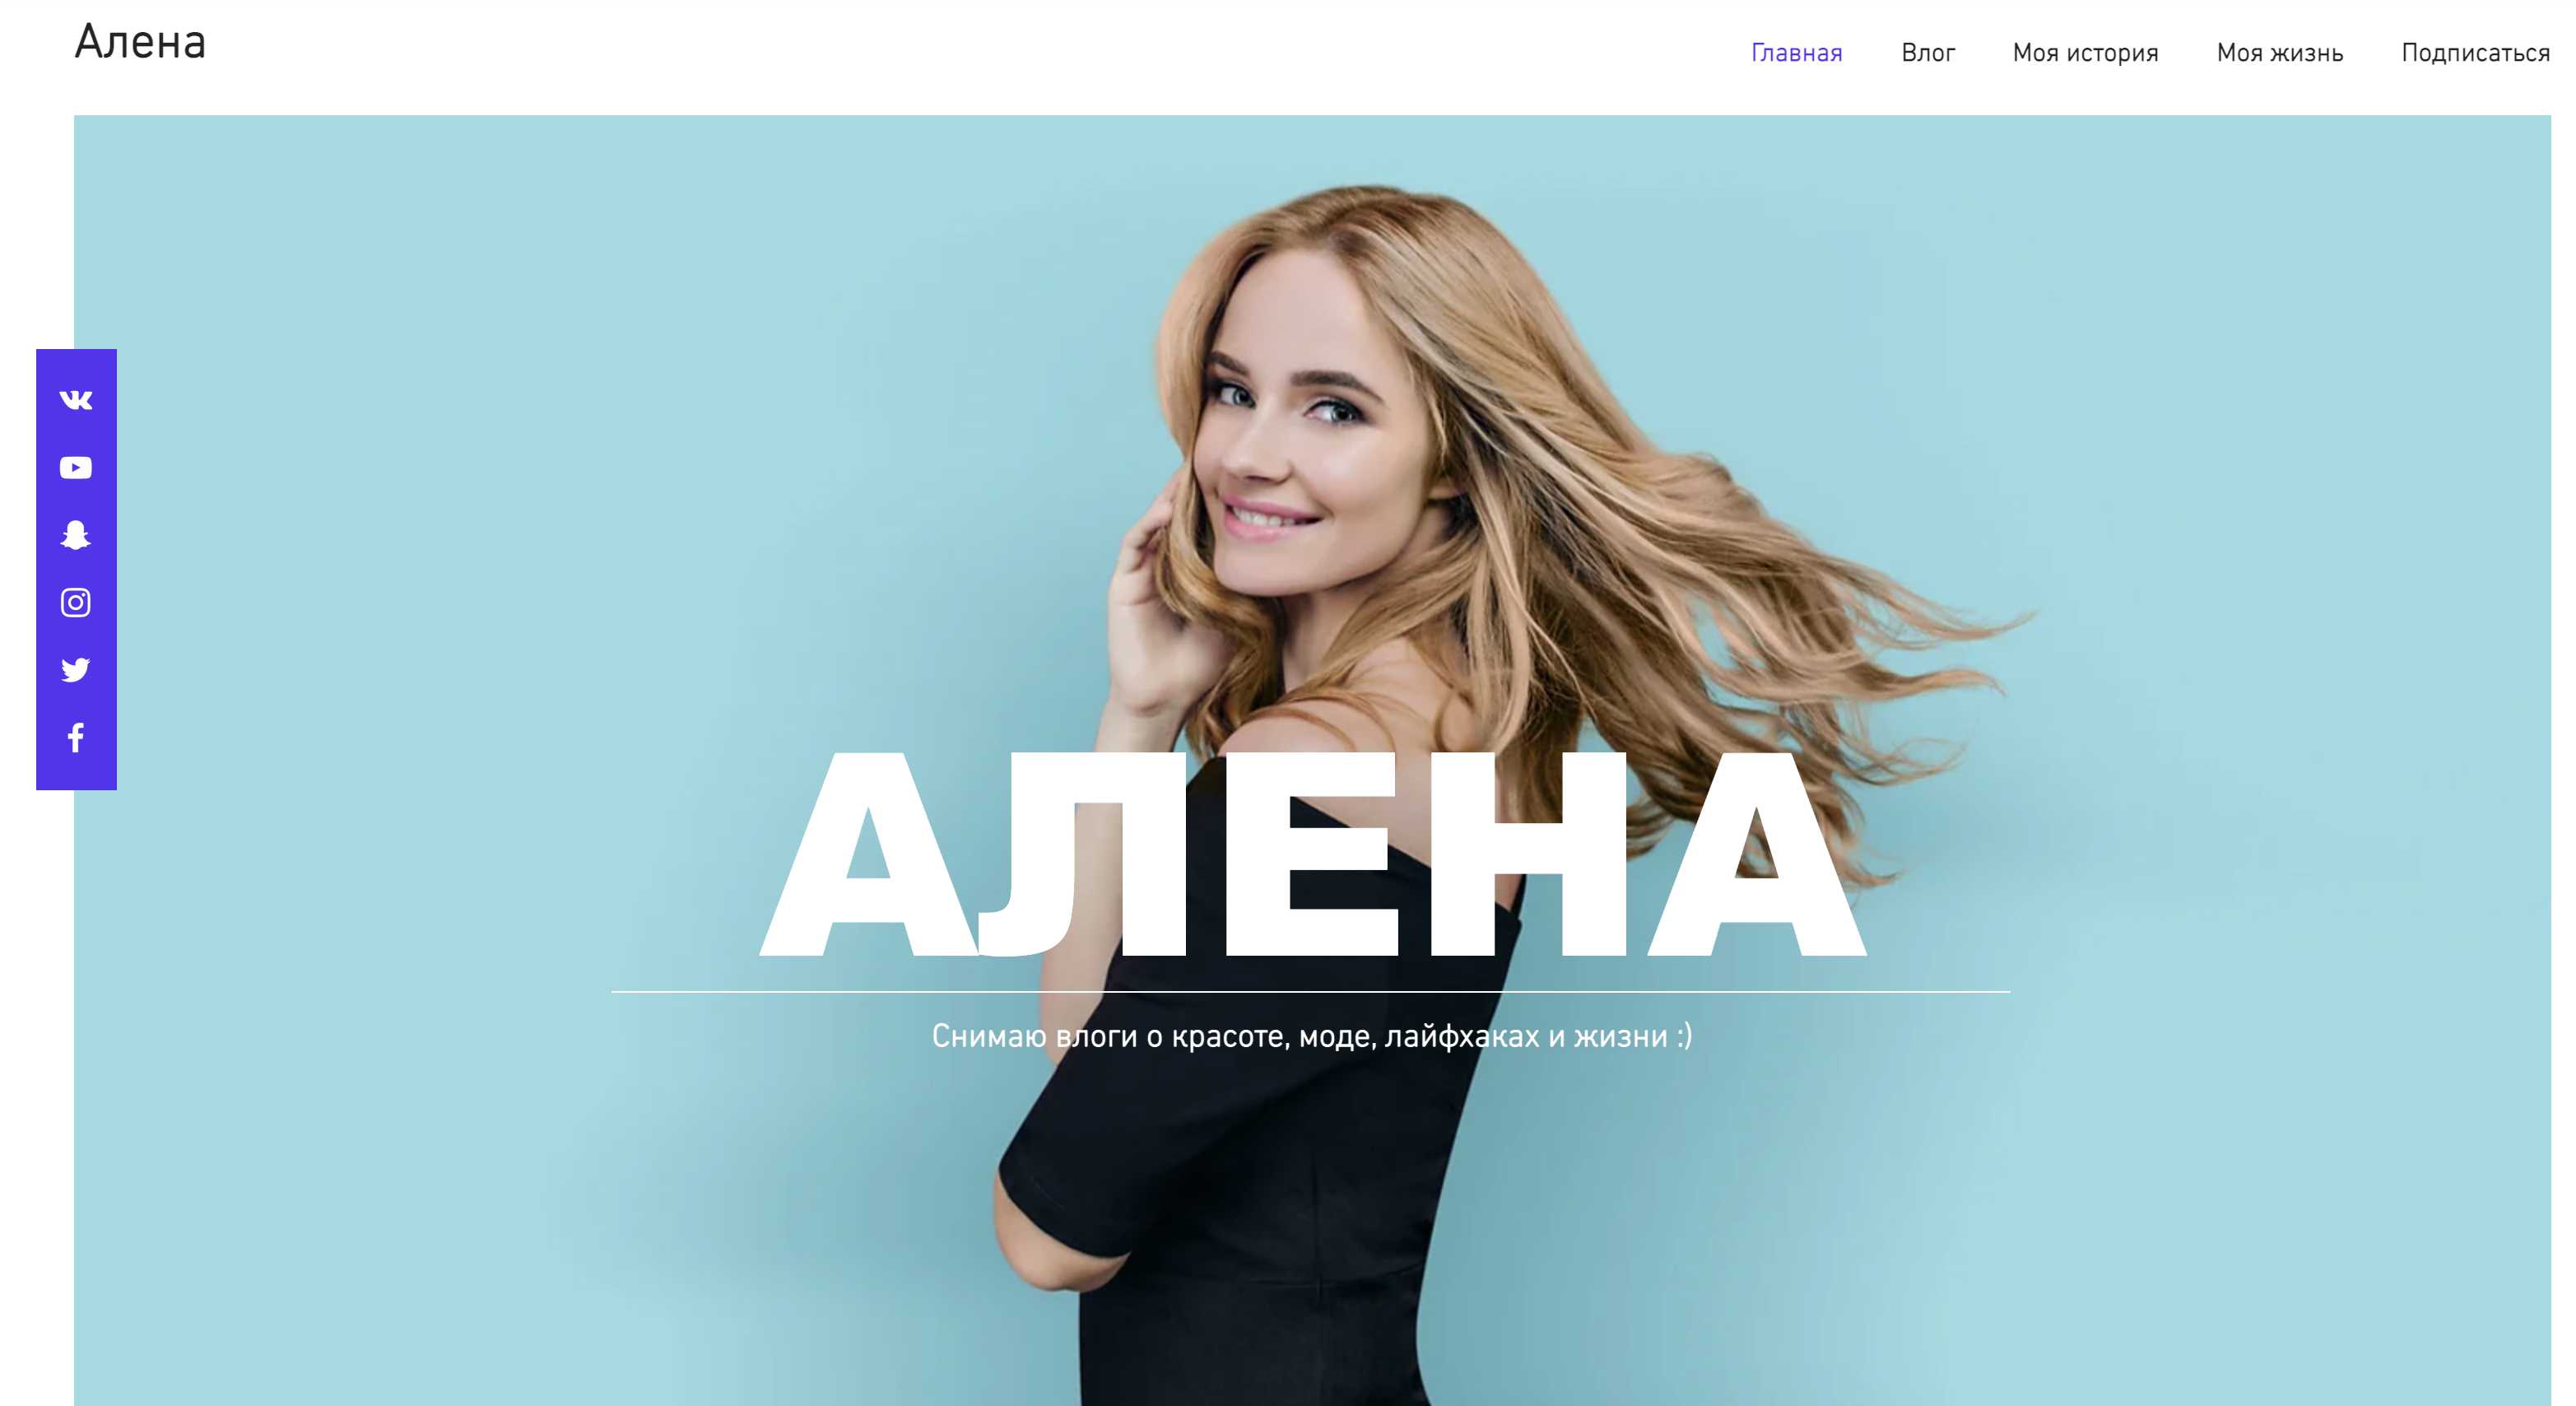 Алена
Главная Влог Моя история Моя жизнь Подписаться
АЛЕНА
Снимаю влоги о красоте, моде, лайфхаках и жизни :)